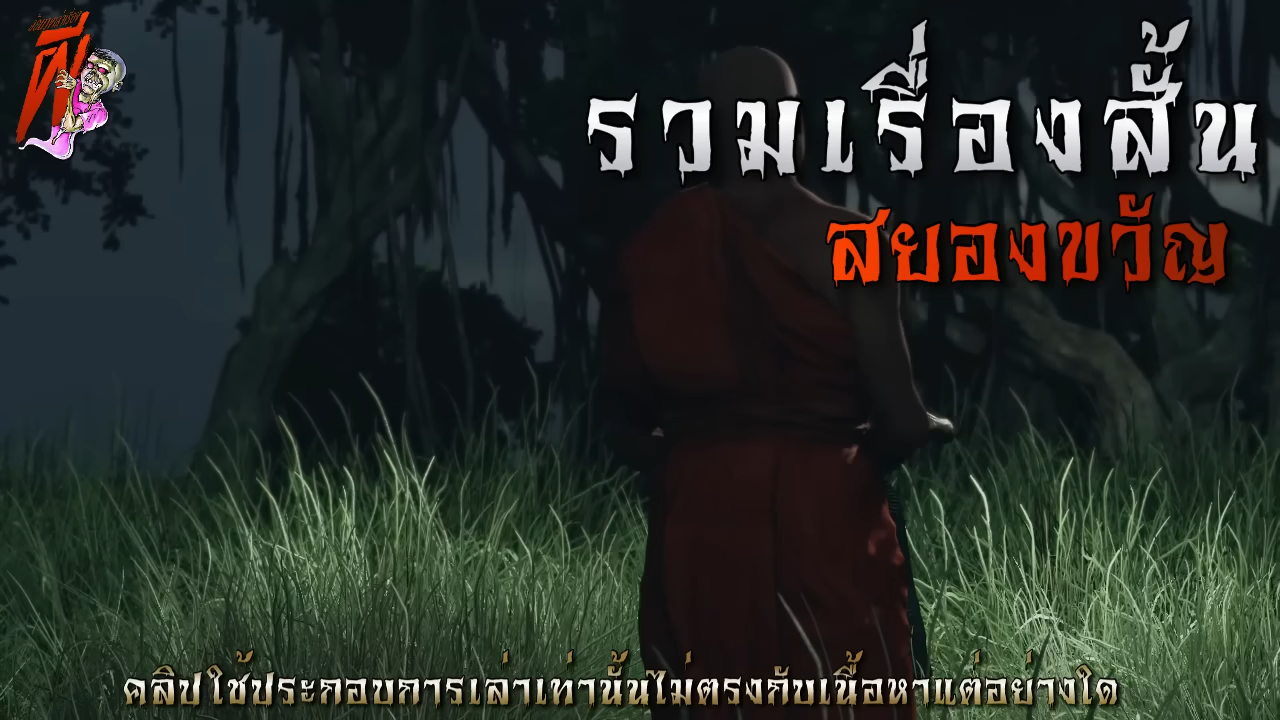 ผี
รวมเรื่องสั้น
สยองขวัญ
คลิปใช้ประกอบการเล่าเท่านั้นไม่ตรงกับเนื้อหาแต่อย่างใด